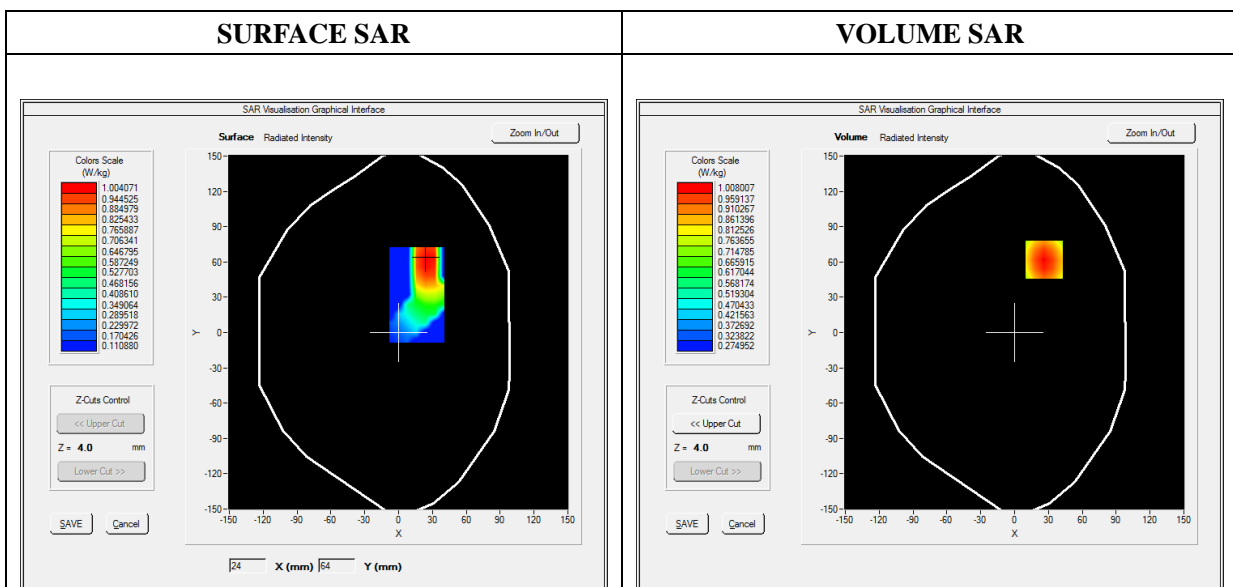 SURFACE SAR
VOLUME SAR
SAR Visualisation Graphical Interface
Surface Radiated Intensity
Zoom In/Out
Colors Scale
(W/kg)
1.004071
0.944525
0.884979
0.825433
0.765887
0.706341
0.646795
0.587249
0.527703
0.468156
0.408610
0.349064
0.289518
0.229972
0.170426
0.110880
Z-Cuts Control
<< Upper Cut
Z = 4.0 mm
Lower Cut >>
SAVE Cancel
150
120
90
60
30
0
-30
-60
-90
-120
-150
Y
-150 -120 -90 -60 -30 0 30 60 90 120 150
X
24 X (mm) 64 Y (mm)
SAR Visualisation Graphical Interface
Volume Radiated Intensity
Zoom In/Out
Colors Scale
(W/kg)
1.008007
0.959137
0.910267
0.861396
0.812526
0.763655
0.714785
0.665915
0.617044
0.568174
0.519304
0.470433
0.421563
0.372692
0.323822
0.274952
Z-Cuts Control
<< Upper Cut
Z = 4.0 mm
Lower Cut >>
SAVE Cancel
150
120
90
60
30
0
-30
-60
-90
-120
-150
Y
-150 -120 -90 -60 -30 0 30 60 90 120 150
X